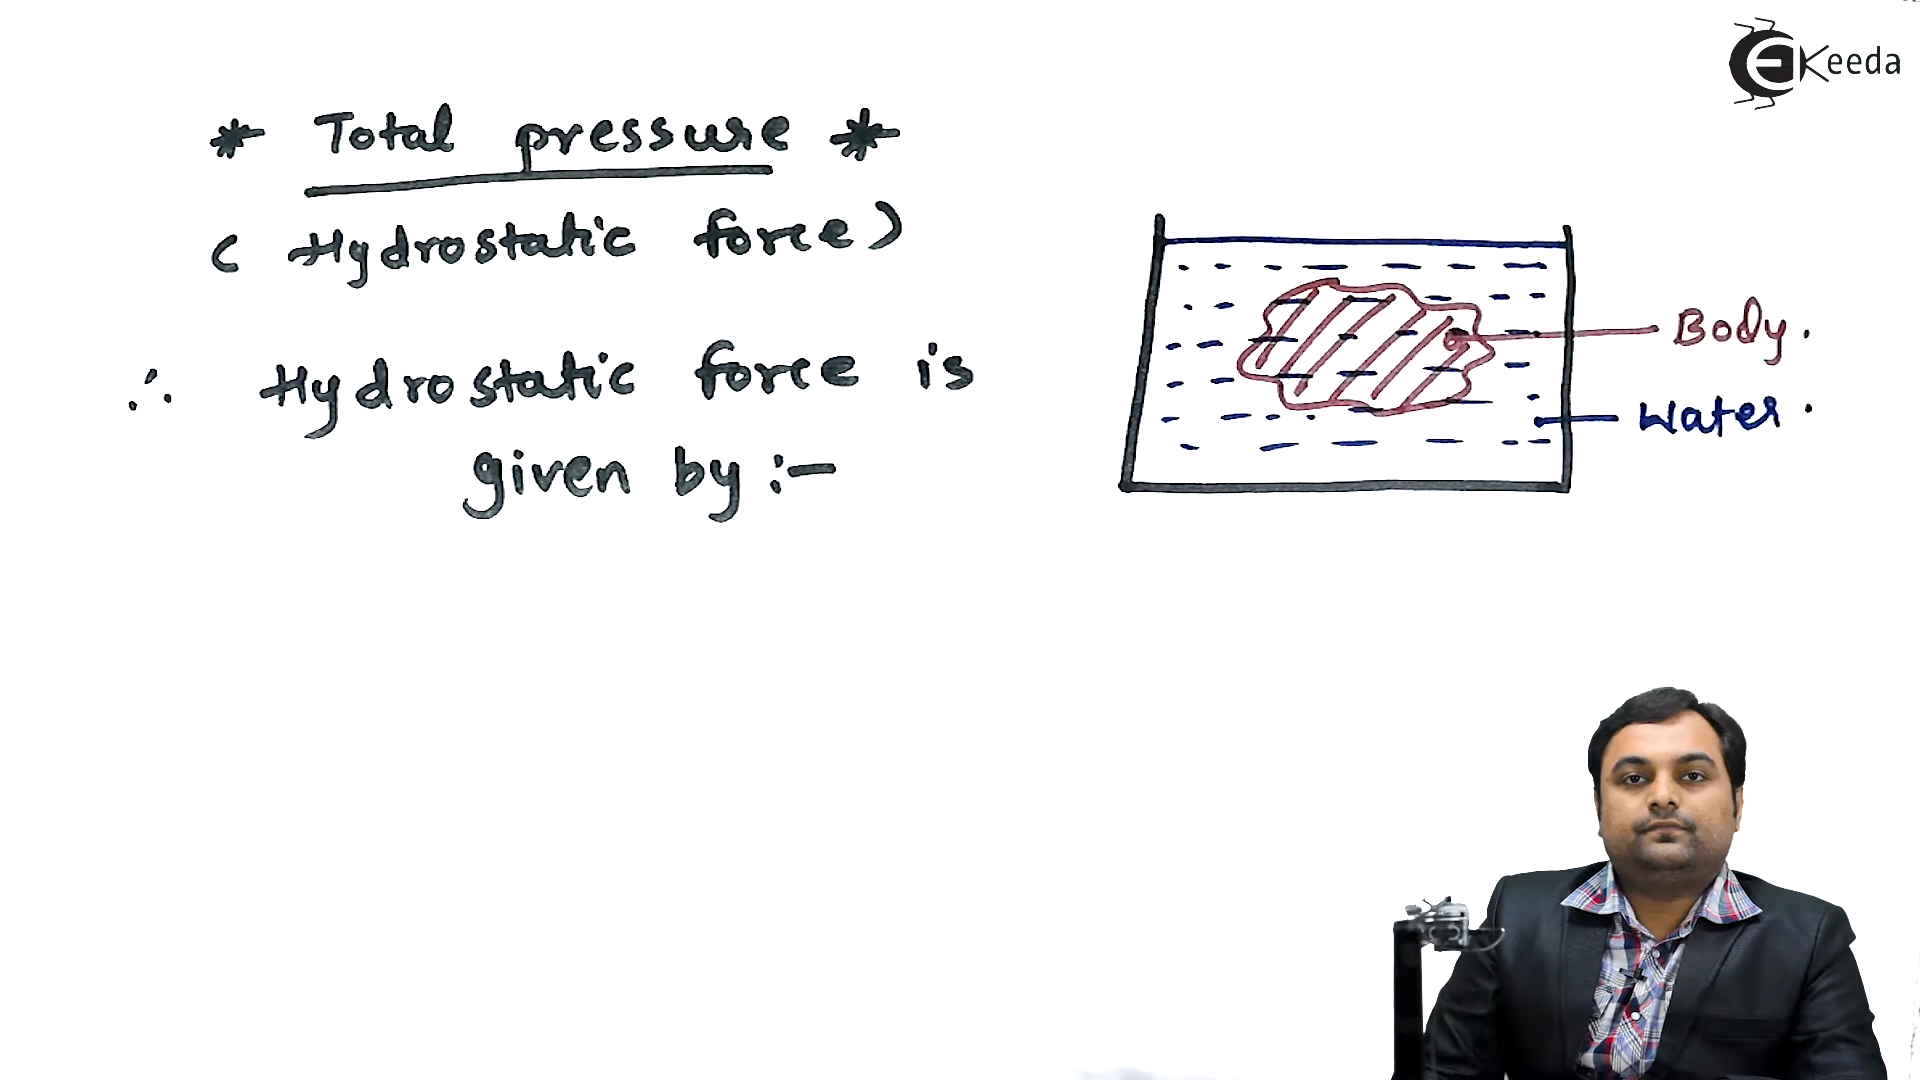 Ekeeda
* Total pressure *
( Hydrostatic force )
∴ Hydrostatic force is
given by :-
Body.
Water.